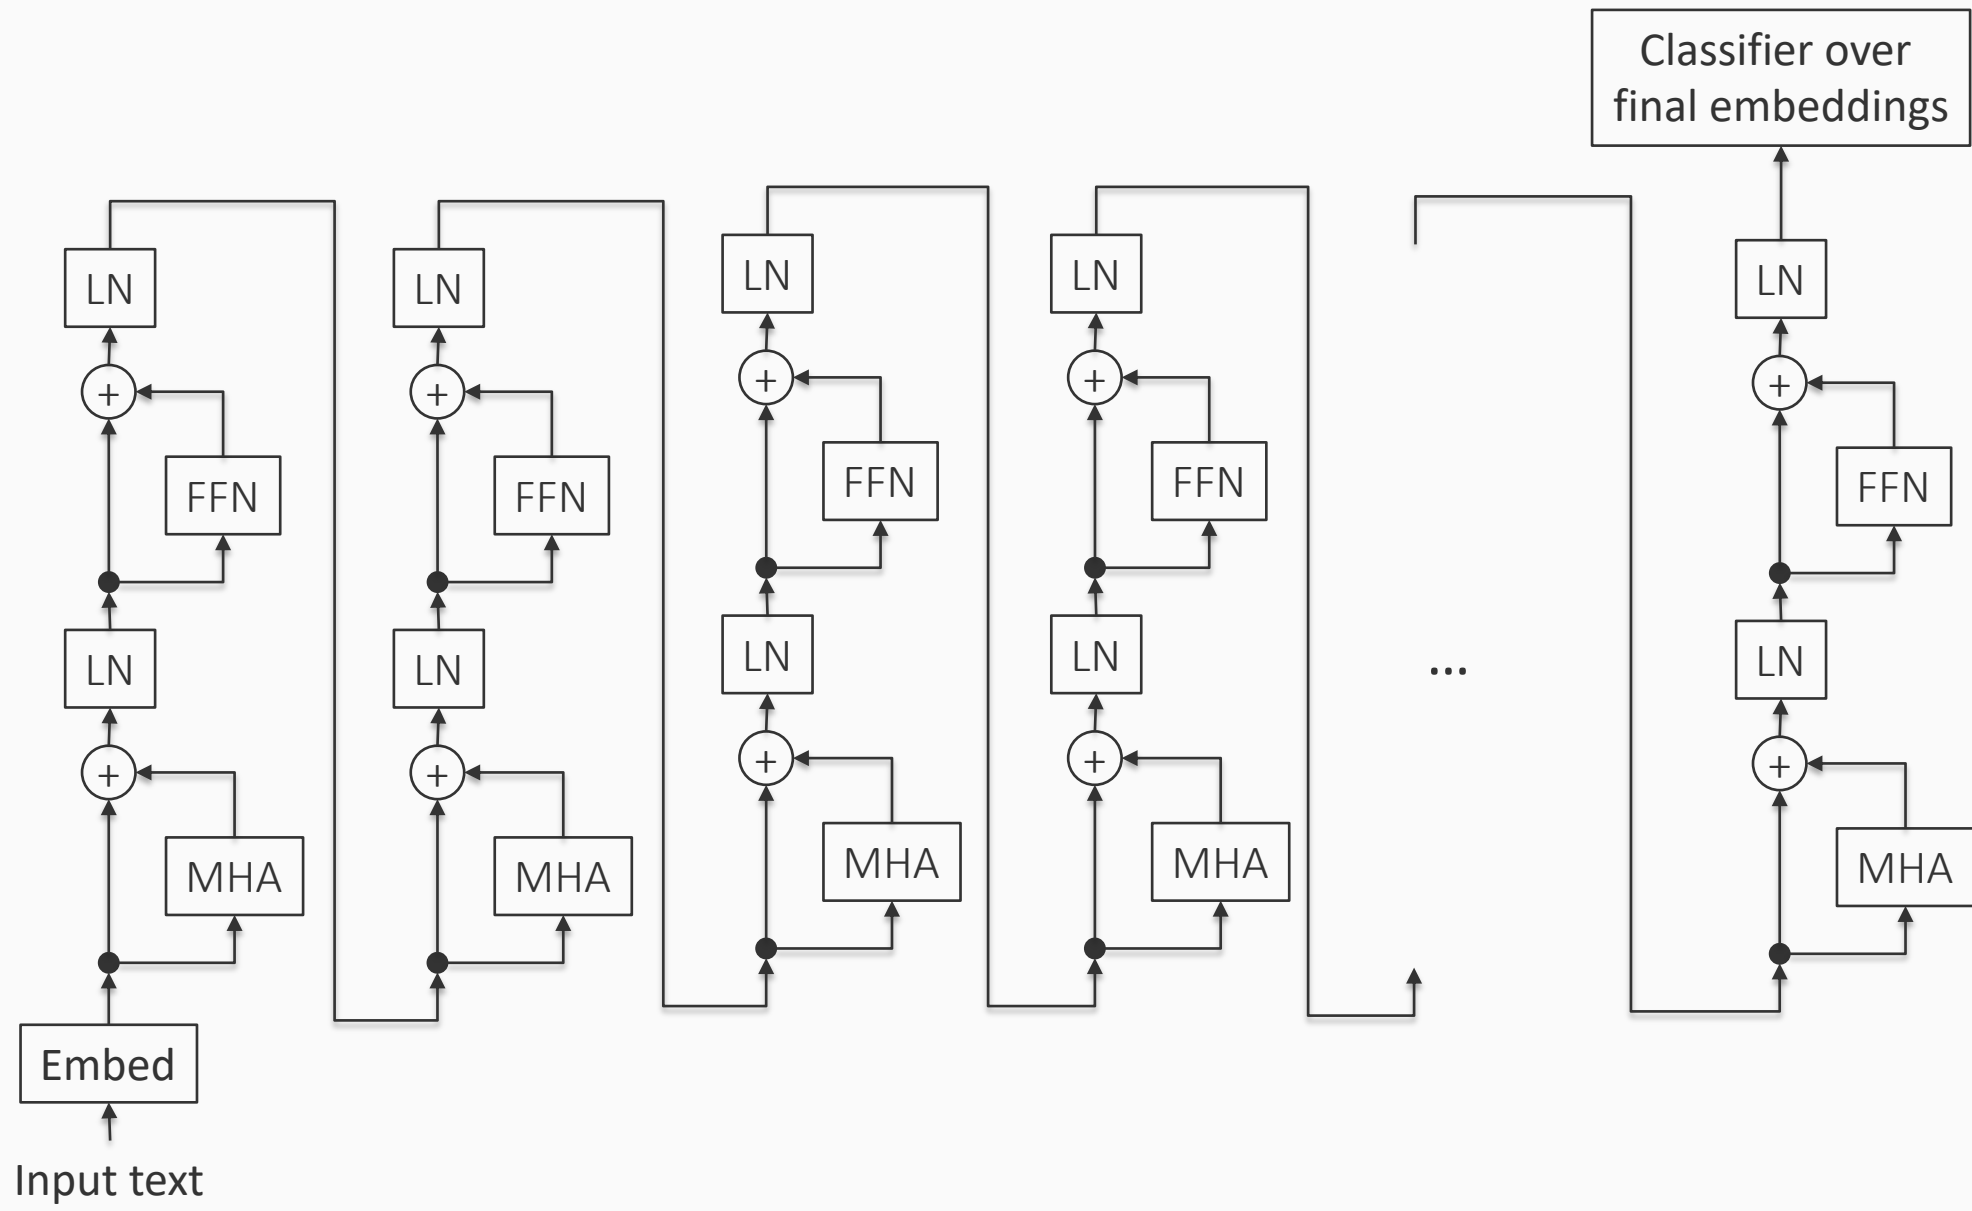 Classifier over
final embeddings
LN
+
FFN
LN
+
MHA
Embed
Input text
LN
+
FFN
LN
+
MHA
LN
+
FFN
LN
+
MHA
LN
+
FFN
LN
+
MHA
...
LN
+
FFN
LN
+
MHA